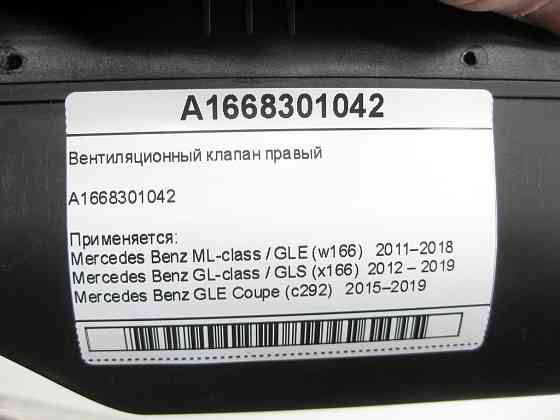 A1668301042
Вентиляционный клапан правый
A1668301042
Применяется:
Mercedes Benz ML-class / GLE (w166) 2011–2018
Mercedes Benz GL-class / GLS (x166) 2012 – 2019
Mercedes Benz GLE Coupe (c292) 2015–2019